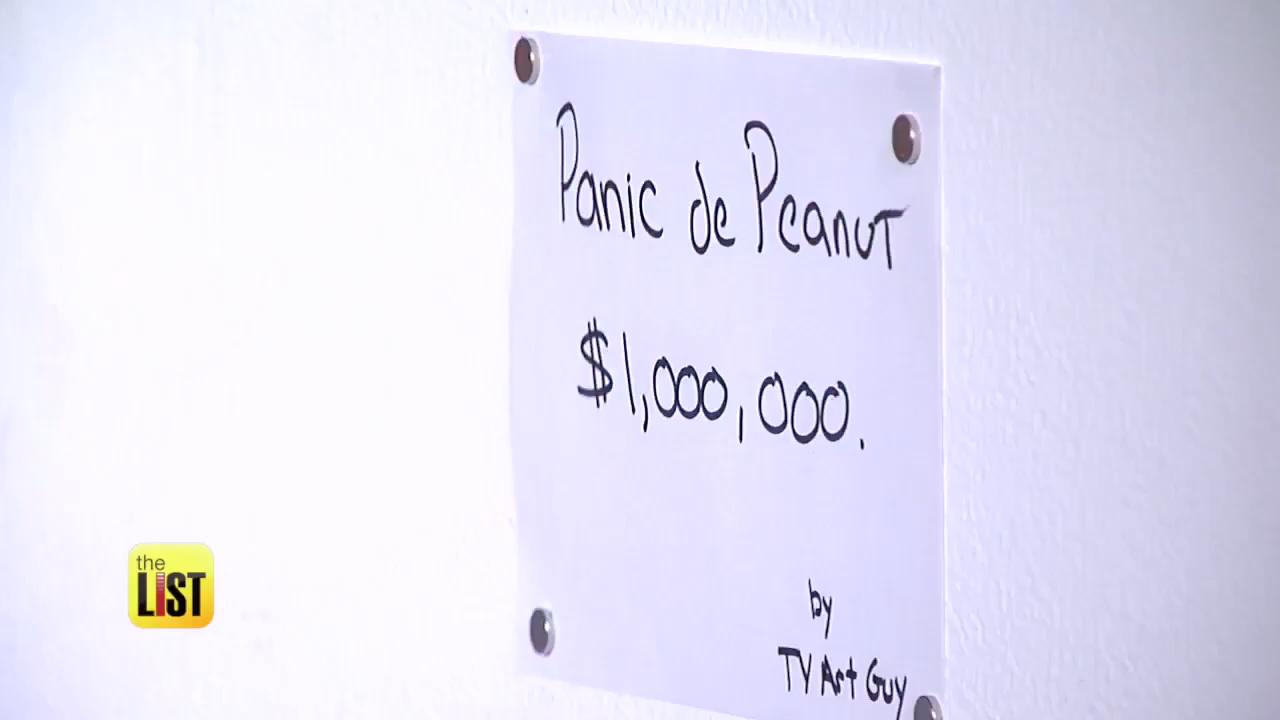 Panic de Peanut
$1,000,000.
by
TV Art Guy
the
LiST